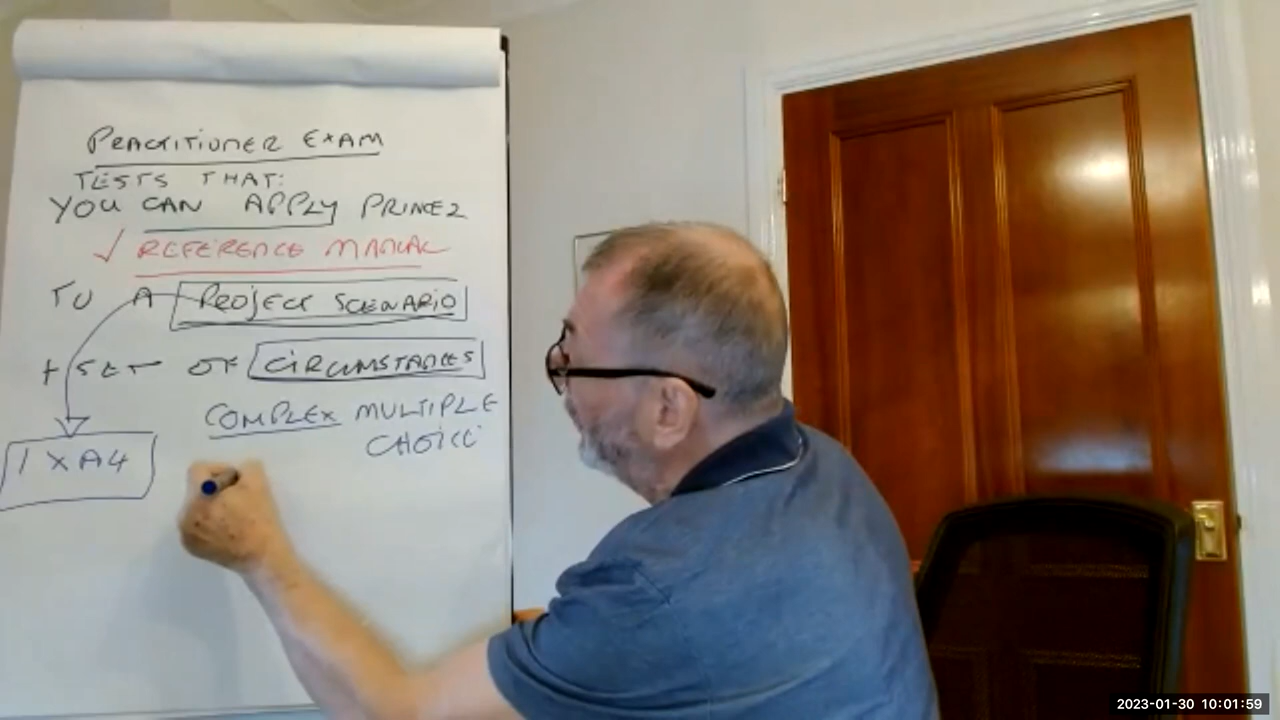 PRACTITIONER EXAM
TESTS THAT:
YOU CAN APPLY PRINCE2
√ REFERENCE MANUAL
TO A PROJECT SCENARIO
+ SET OF CIRCUMSTANCES
COMPLEX MULTIPLE
CHOICE
1 X A4
2023-01-30 10:01:59